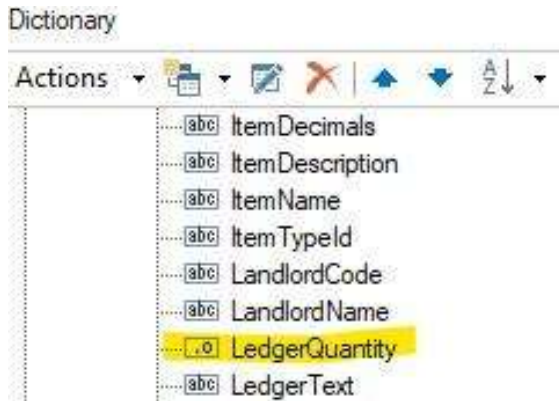 Dictionary
Actions
abc ItemDecimals
abc ItemDescription
abc ItemName
abc ItemTypeId
abc LandlordCode
abc LandlordName
.0 LedgerQuantity
abc LedgerText